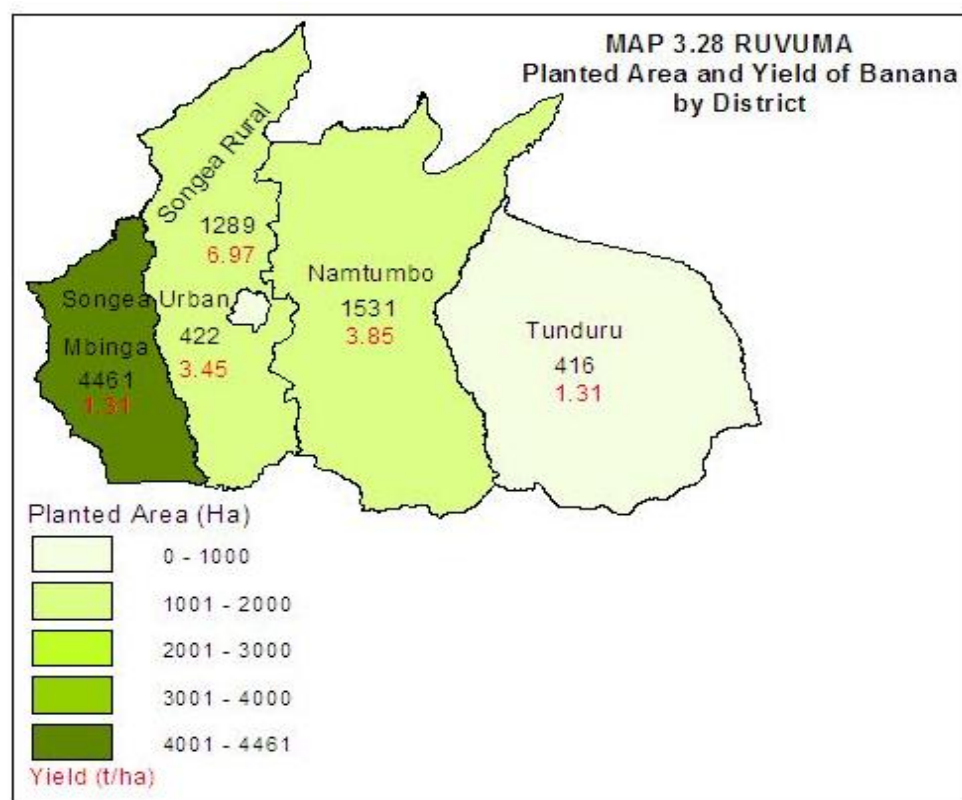 MAP 3.28 RUVUMA
Planted Area and Yield of Banana
by District
Songea Rural
1289
6.97
Namtumbo
1531
3.85
Songea Urban
422
3.45
Mbinga
4461
1.31
Tunduru
416
1.31
Planted Area (Ha)
0 - 1000
1001 - 2000
2001 - 3000
3001 - 4000
4001 - 4461
Yield (t/ha)